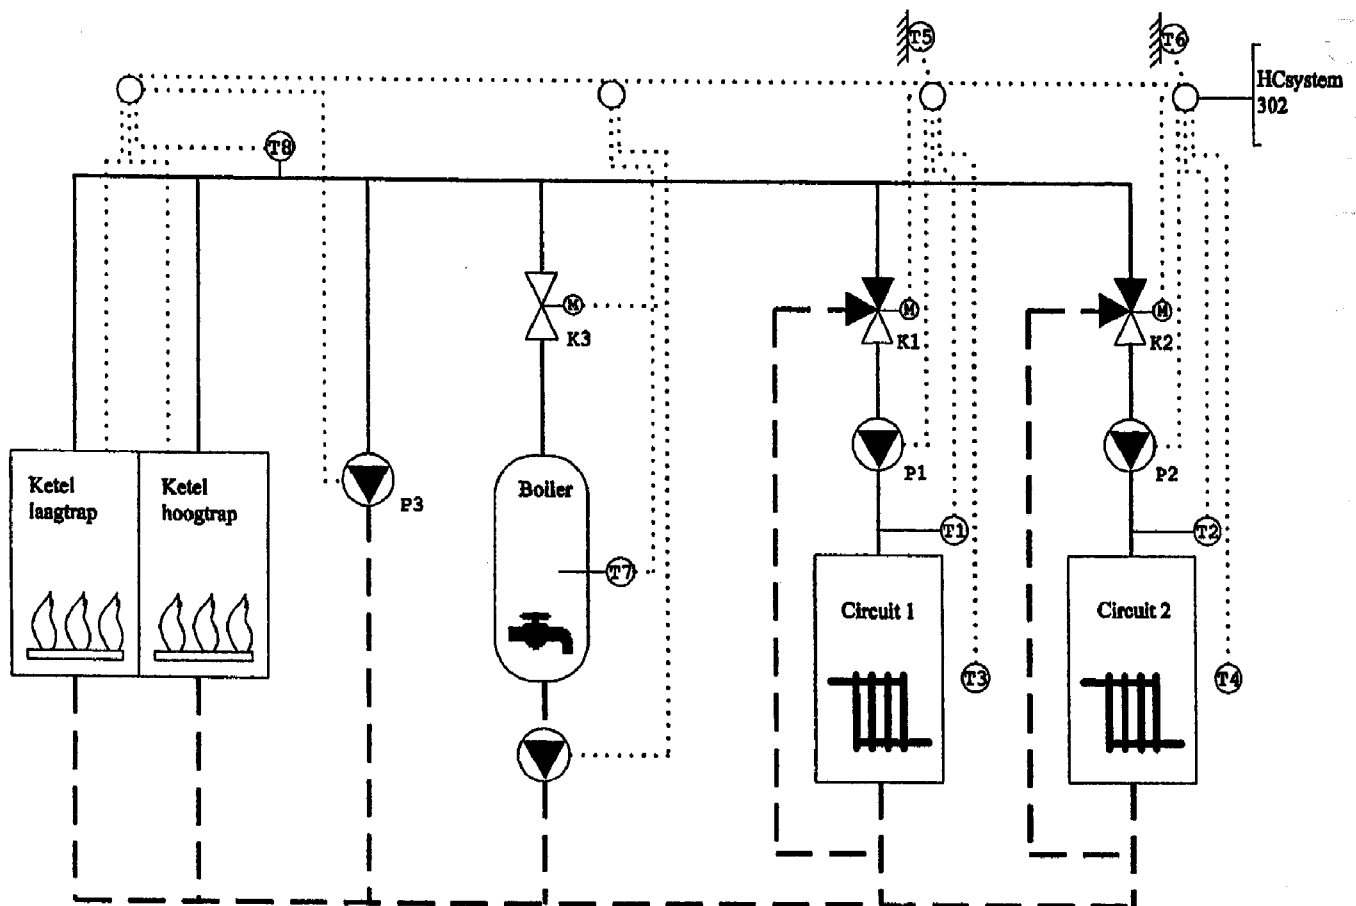 T5
T6
HCsystem
302
T8
M
K3
M
K1
M
K2
Ketel
laagtrap
Ketel
hoogtrap
P3
Boiler
P1
P2
T1
T2
T7
Circuit 1
Circuit 2
T3
T4